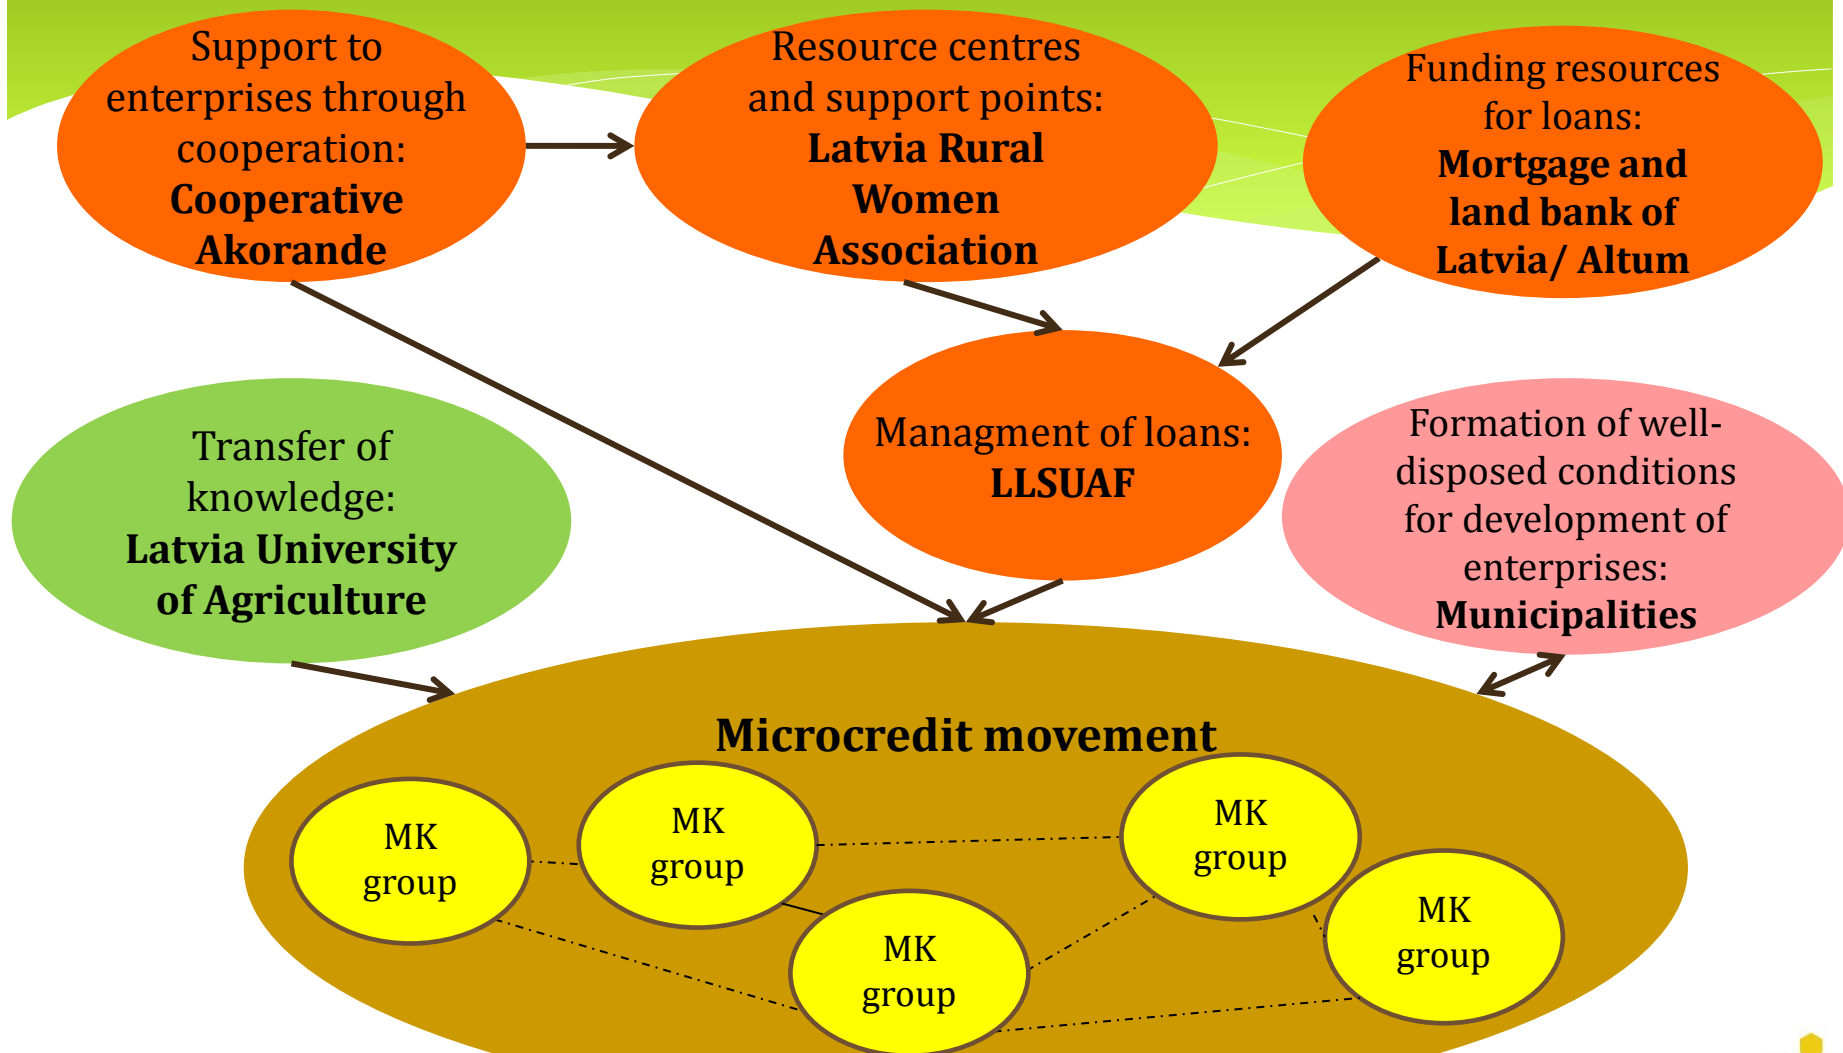 Support to
enterprises through
cooperation:
Cooperative
Akorande
Resource centres
and support points:
Latvia Rural
Women
Association
Funding resources
for loans:
Mortgage and
land bank of
Latvia/ Altum
Managment of loans:
LLSUAF
Transfer of
knowledge:
Latvia University
of Agriculture
Formation of well-
disposed conditions
for development of
enterprises:
Municipalities
Microcredit movement
MK
group
MK
group
MK
group
MK
group
MK
group